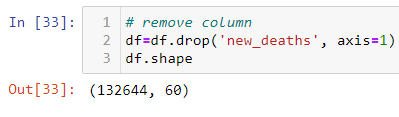 In [33]:
1 # remove column
2 df=df.drop('new_deaths', axis=1)
3 df.shape
Out[33]: (132644, 60)